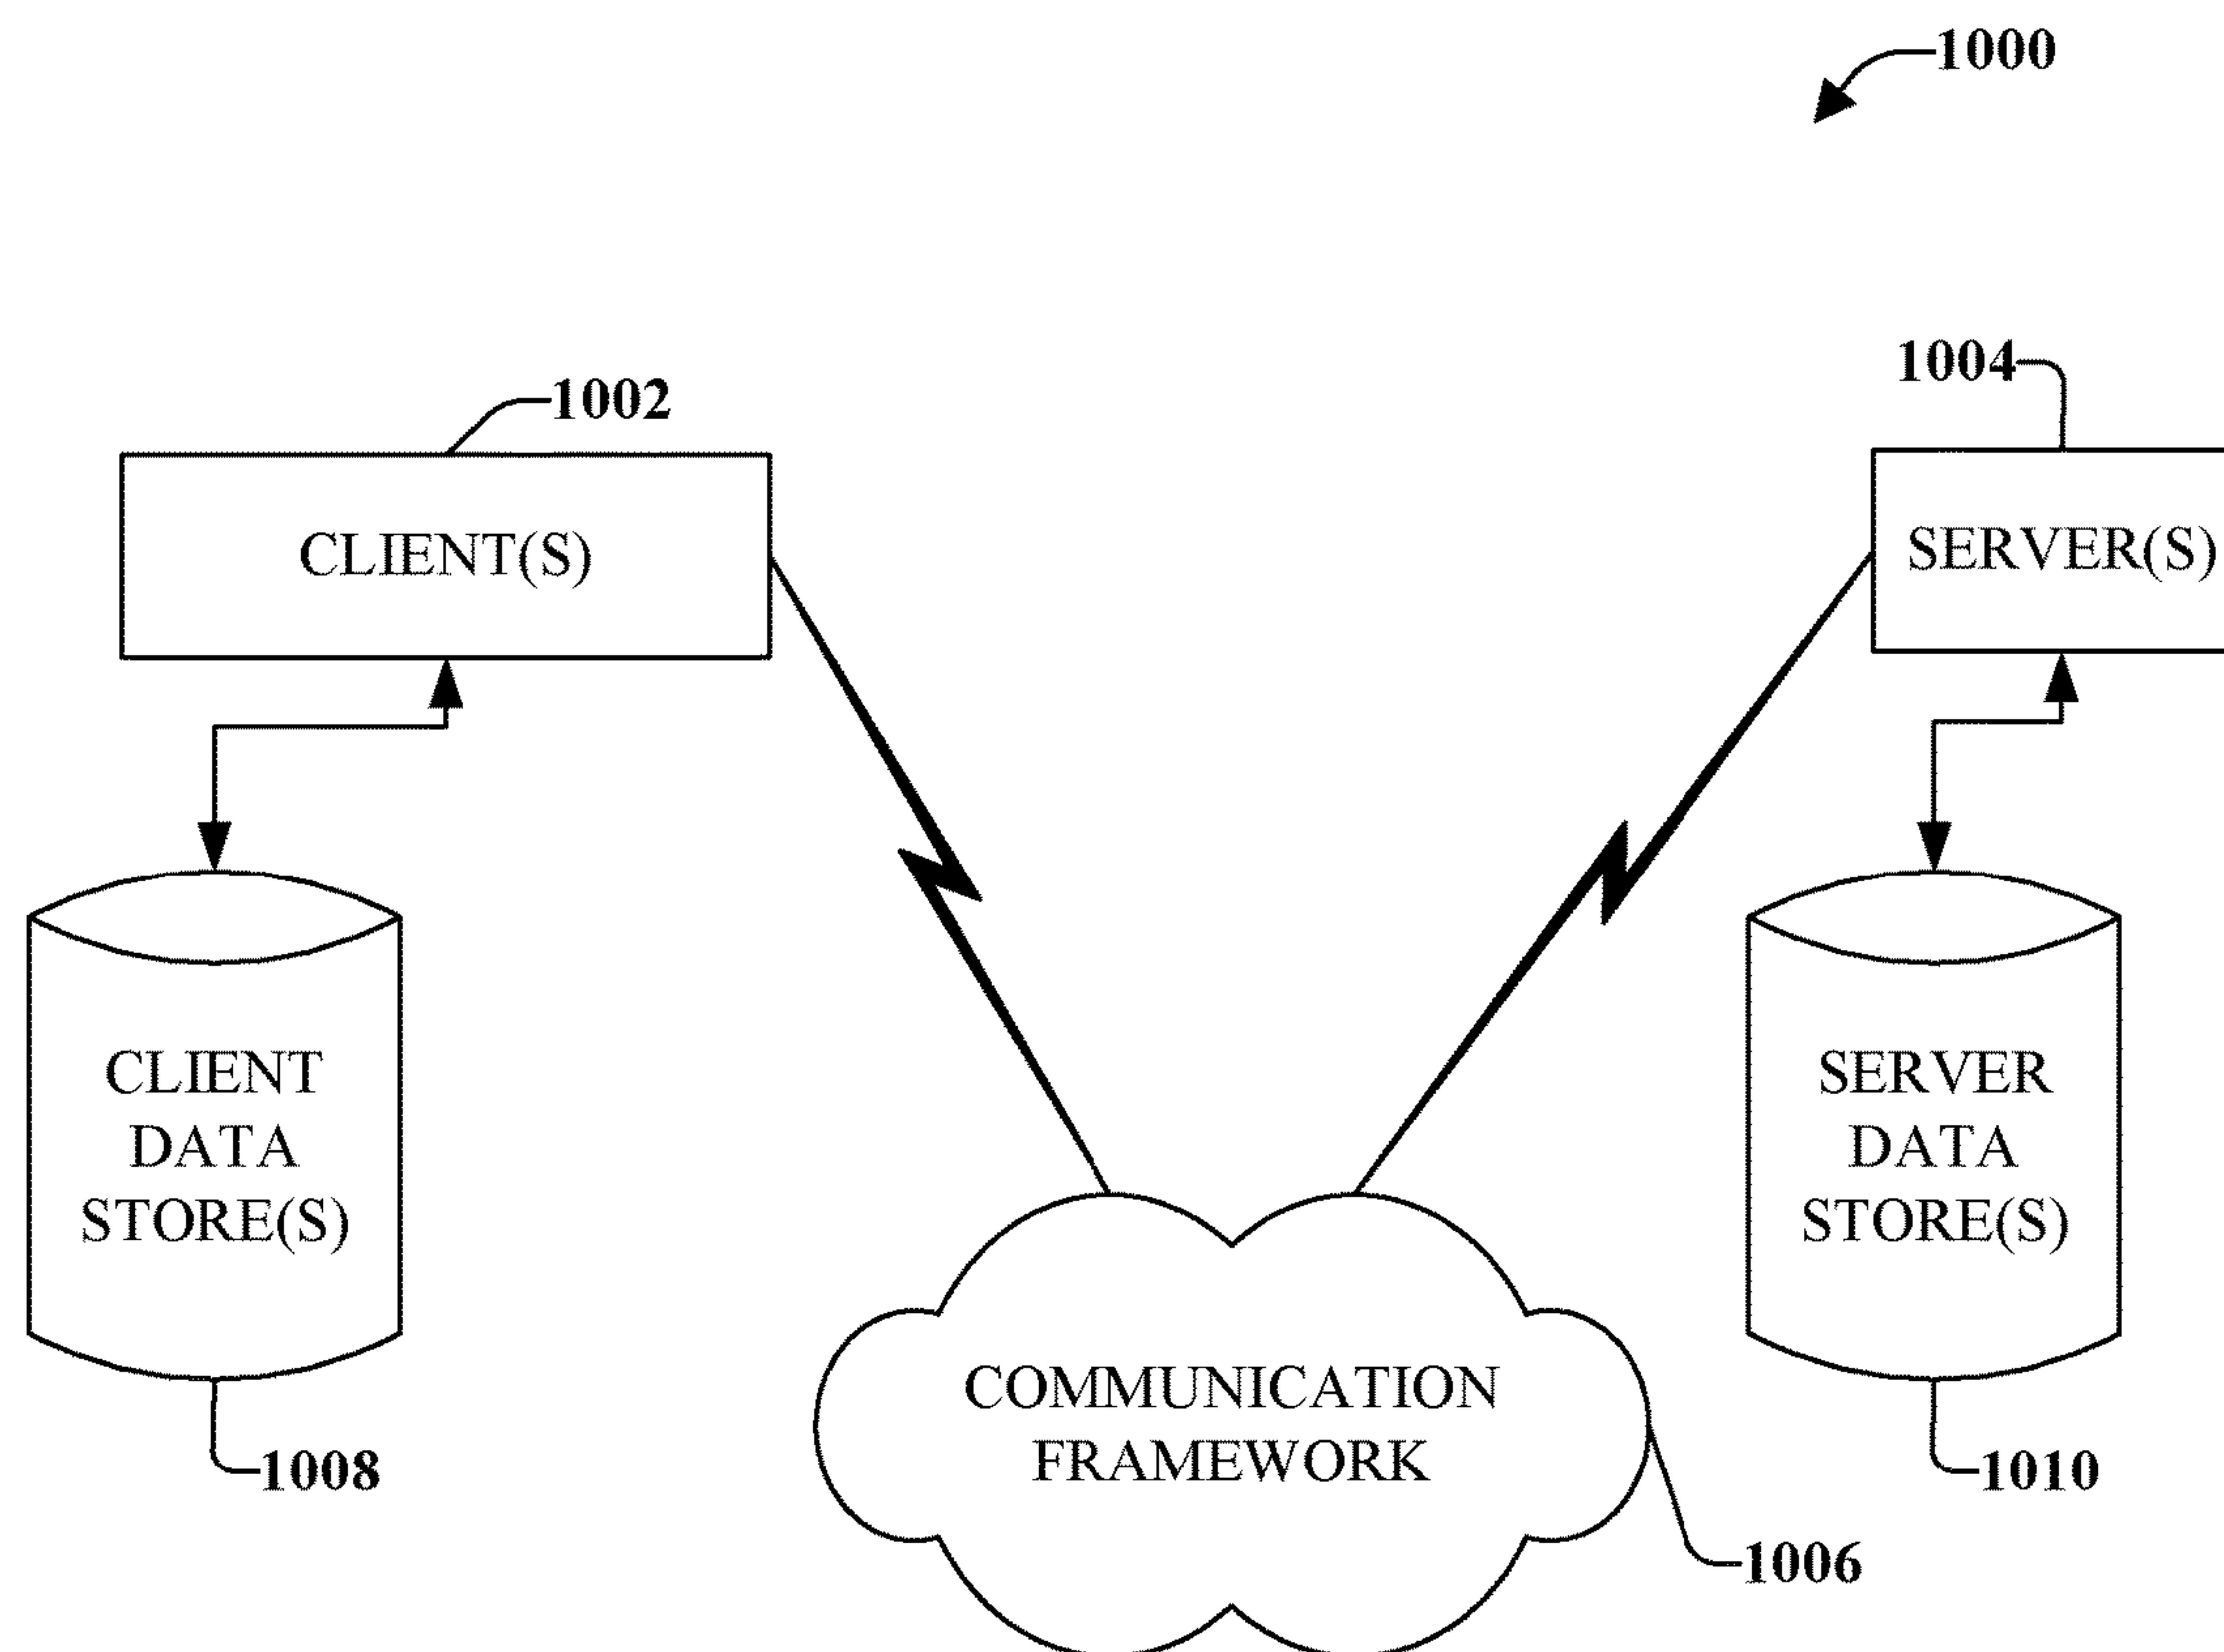 1000
1002
1004
CLIENT(S)
SERVER(S)
CLIENT
DATA
STORE(S)
SERVER
DATA
STORE(S)
COMMUNICATION
FRAMEWORK
1008
1010
1006